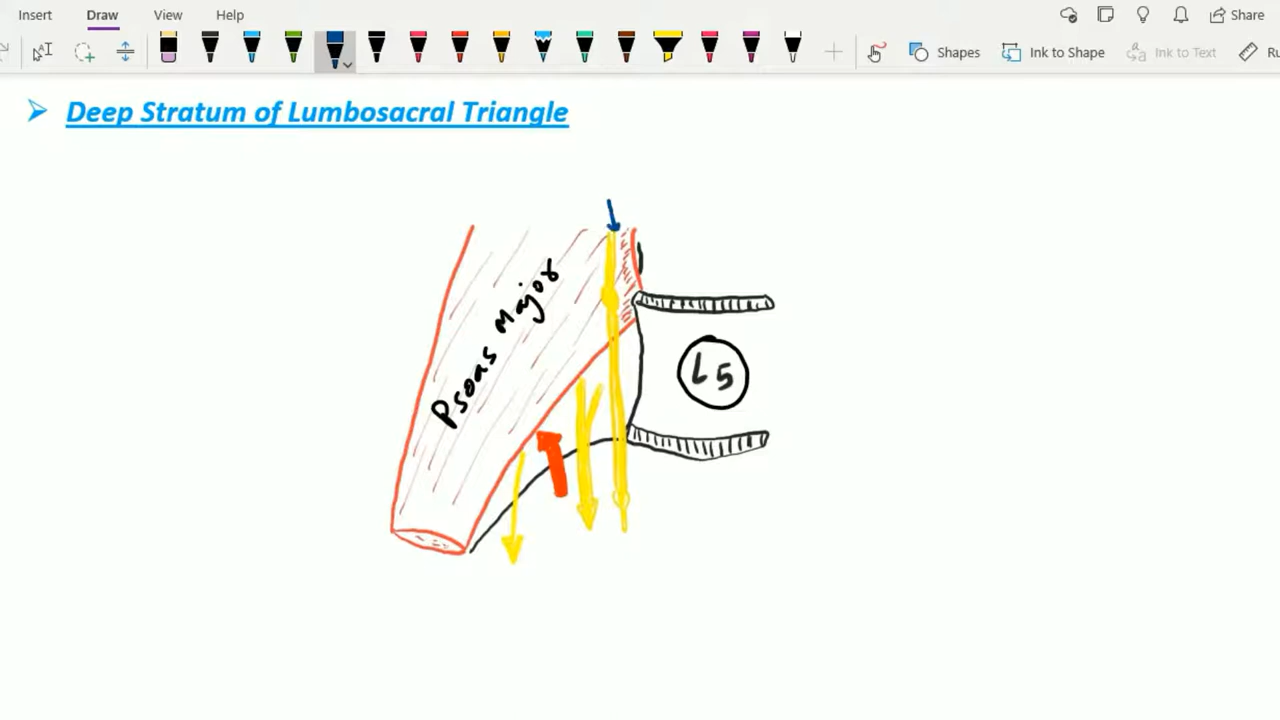 Insert Draw View Help Share
Shapes Ink to Shape Ink to Text Ru
Deep Stratum of Lumbosacral Triangle
Psoas Major
L5